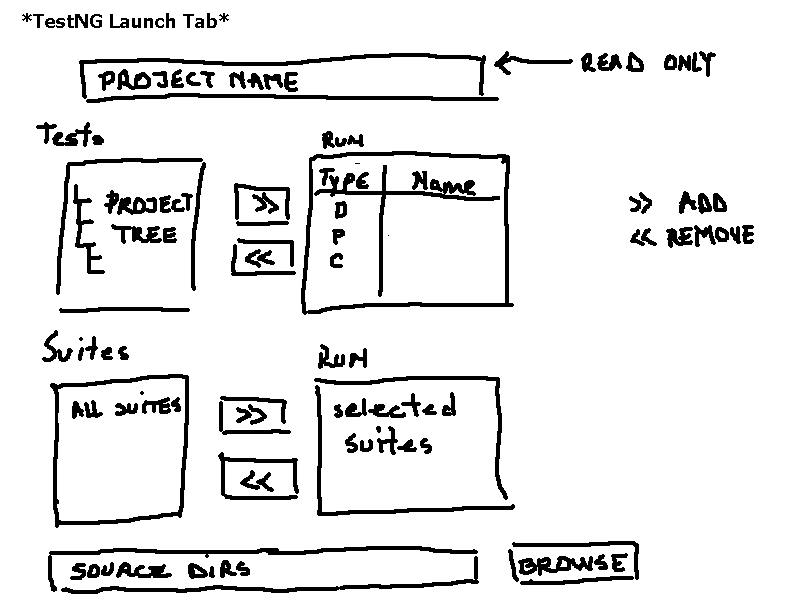 *TestNG Launch Tab*
PROJECT NAME
READ ONLY
Tests
RUN
PROJECT
TREE
>>
<<
TYPE Name
D
P
C
>> ADD
<< REMOVE
Suites
RUN
ALL SUITES
>>
<<
selected
suites
SOURCE DIRS
BROWSE